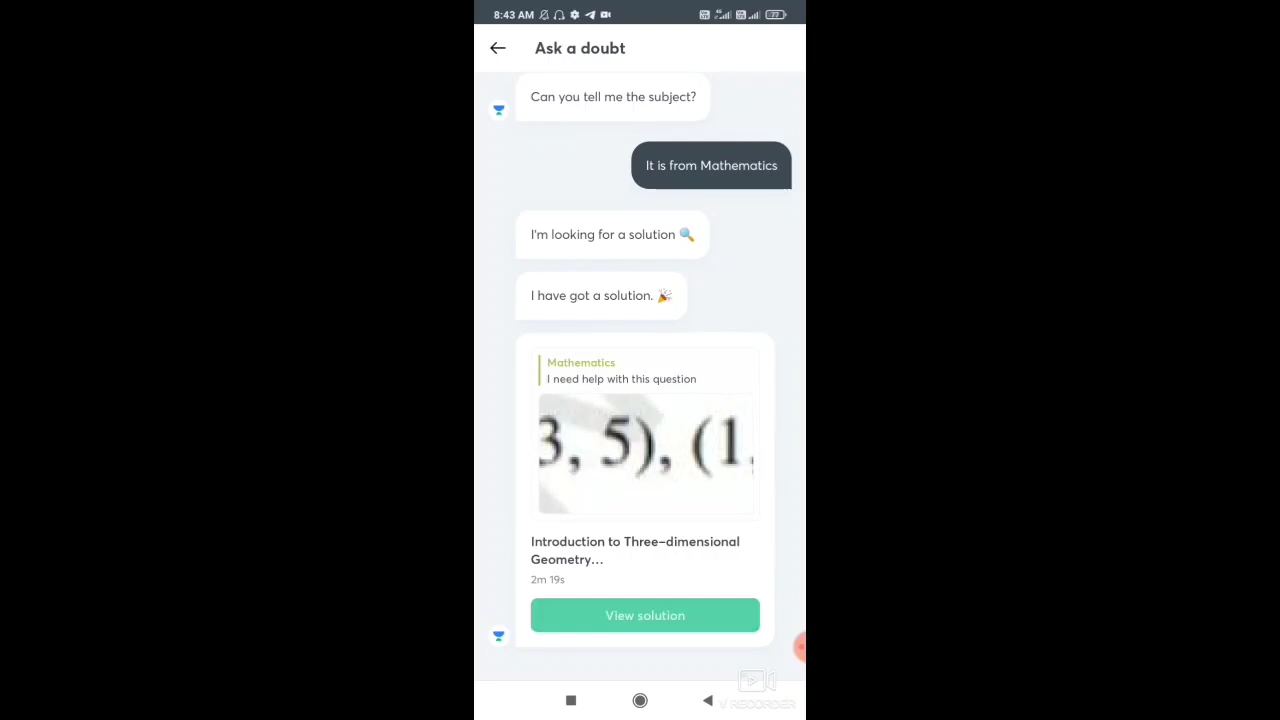 8:43 AM
77
Ask a doubt
Can you tell me the subject?
It is from Mathematics
I'm looking for a solution 🔍
I have got a solution. 🎉
Mathematics
I need help with this question
3, 5), (1,
Introduction to Three-dimensional
Geometry...
2m 19s
View solution
V RECORDER